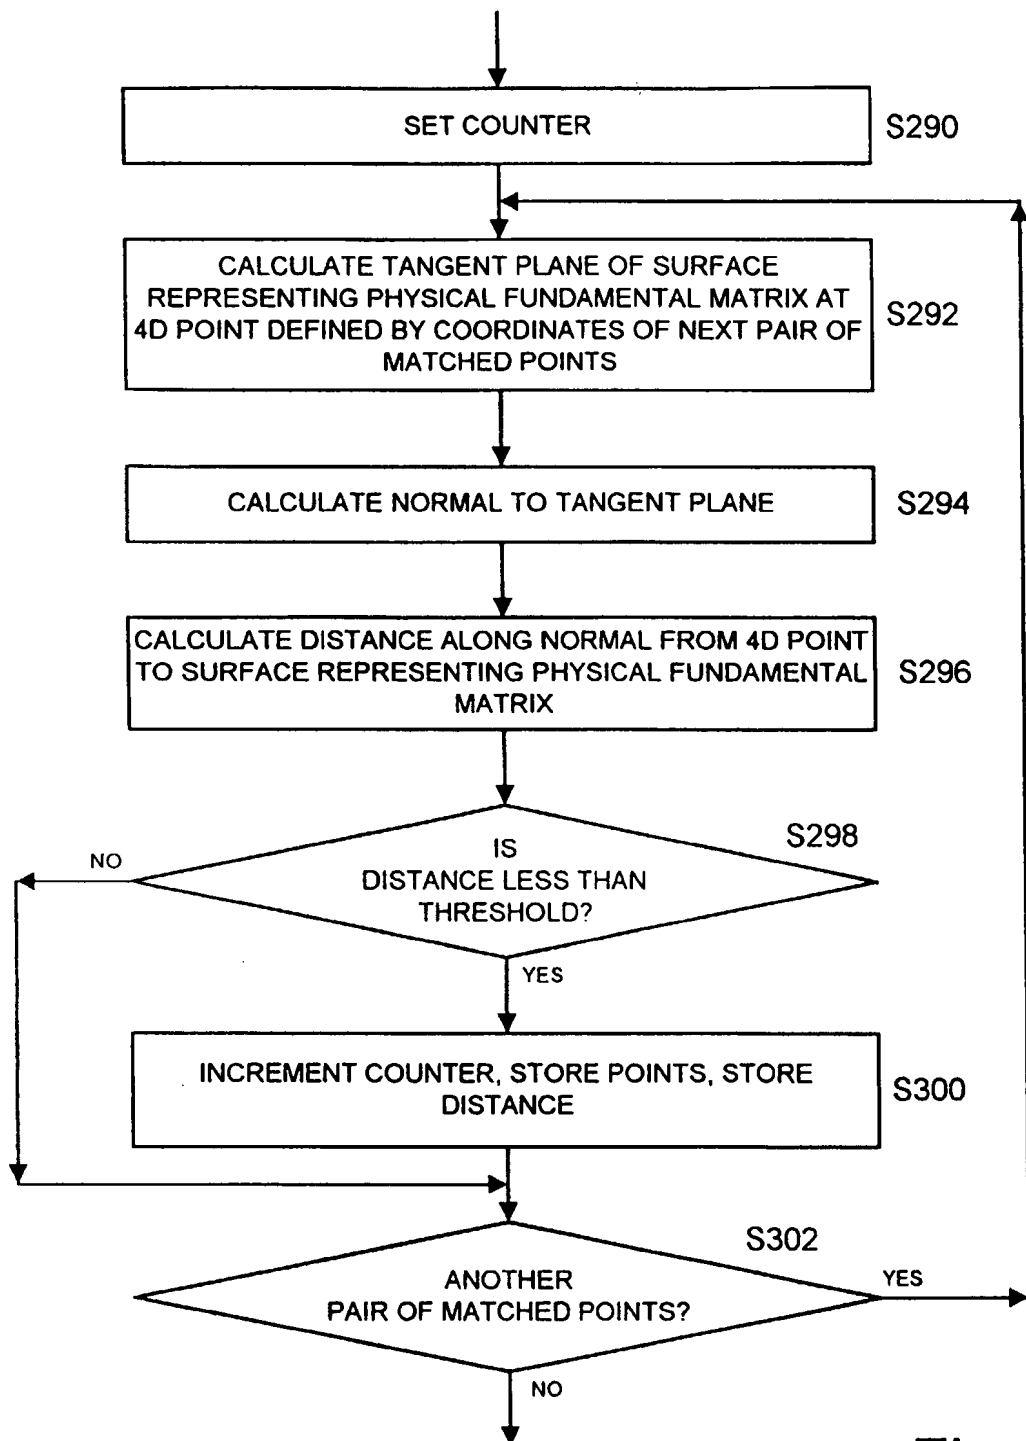 SET COUNTER
S290
CALCULATE TANGENT PLANE OF SURFACE
REPRESENTING PHYSICAL FUNDAMENTAL MATRIX AT
4D POINT DEFINED BY COORDINATES OF NEXT PAIR OF
MATCHED POINTS
S292
CALCULATE NORMAL TO TANGENT PLANE
S294
CALCULATE DISTANCE ALONG NORMAL FROM 4D POINT
TO SURFACE REPRESENTING PHYSICAL FUNDAMENTAL
MATRIX
S296
S298
NO
IS
DISTANCE LESS THAN
THRESHOLD?
YES
INCREMENT COUNTER, STORE POINTS, STORE
DISTANCE
S300
S302
ANOTHER
PAIR OF MATCHED POINTS?
YES
NO